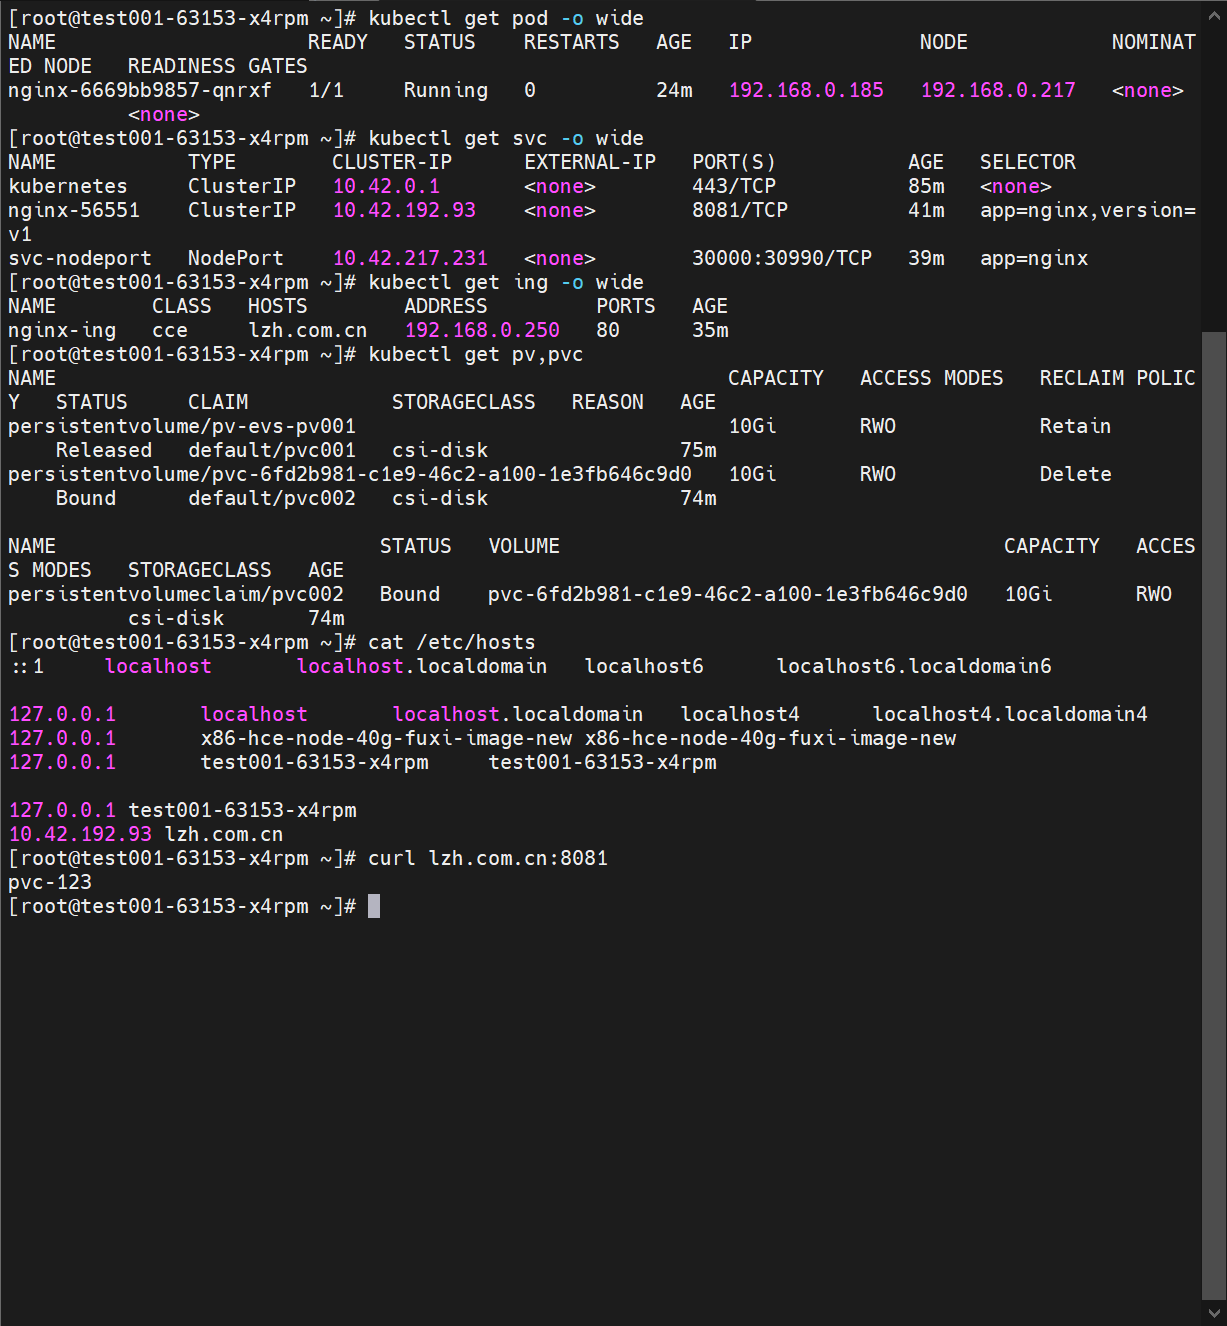 [root@test001-63153-x4rpm ~]# kubectl get pod -o wide
NAME                     READY   STATUS    RESTARTS   AGE   IP              NODE            NOMINAT
ED NODE   READINESS GATES
nginx-6669bb9857-qnrxf   1/1     Running   0          24m   192.168.0.185   192.168.0.217   <none>
          <none>
[root@test001-63153-x4rpm ~]# kubectl get svc -o wide
NAME           TYPE        CLUSTER-IP      EXTERNAL-IP   PORT(S)           AGE   SELECTOR
kubernetes     ClusterIP   10.42.0.1       <none>        443/TCP           85m   <none>
nginx-56551    ClusterIP   10.42.192.93    <none>        8081/TCP          41m   app=nginx,version=
v1
svc-nodeport   NodePort    10.42.217.231   <none>        30000:30990/TCP   39m   app=nginx
[root@test001-63153-x4rpm ~]# kubectl get ing -o wide
NAME        CLASS   HOSTS        ADDRESS         PORTS   AGE
nginx-ing   cce     lzh.com.cn   192.168.0.250   80      35m
[root@test001-63153-x4rpm ~]# kubectl get pv,pvc
NAME                                                        CAPACITY   ACCESS MODES   RECLAIM POLIC
Y   STATUS     CLAIM            STORAGECLASS   REASON   AGE
persistentvolume/pv-evs-pv001                               10Gi       RWO            Retain
    Released   default/pvc001   csi-disk                75m
persistentvolume/pvc-6fd2b981-c1e9-46c2-a100-1e3fb646c9d0   10Gi       RWO            Delete
    Bound      default/pvc002   csi-disk                74m
NAME                           STATUS   VOLUME                                     CAPACITY   ACCES
S MODES   STORAGECLASS   AGE
persistentvolumeclaim/pvc002   Bound    pvc-6fd2b981-c1e9-46c2-a100-1e3fb646c9d0   10Gi       RWO
          csi-disk       74m
[root@test001-63153-x4rpm ~]# cat /etc/hosts
::1     localhost       localhost.localdomain   localhost6      localhost6.localdomain6
127.0.0.1       localhost       localhost.localdomain   localhost4      localhost4.localdomain4
127.0.0.1       x86-hce-node-40g-fuxi-image-new x86-hce-node-40g-fuxi-image-new
127.0.0.1       test001-63153-x4rpm     test001-63153-x4rpm
127.0.0.1 test001-63153-x4rpm
10.42.192.93 lzh.com.cn
[root@test001-63153-x4rpm ~]# curl lzh.com.cn:8081
pvc-123
[root@test001-63153-x4rpm ~]#